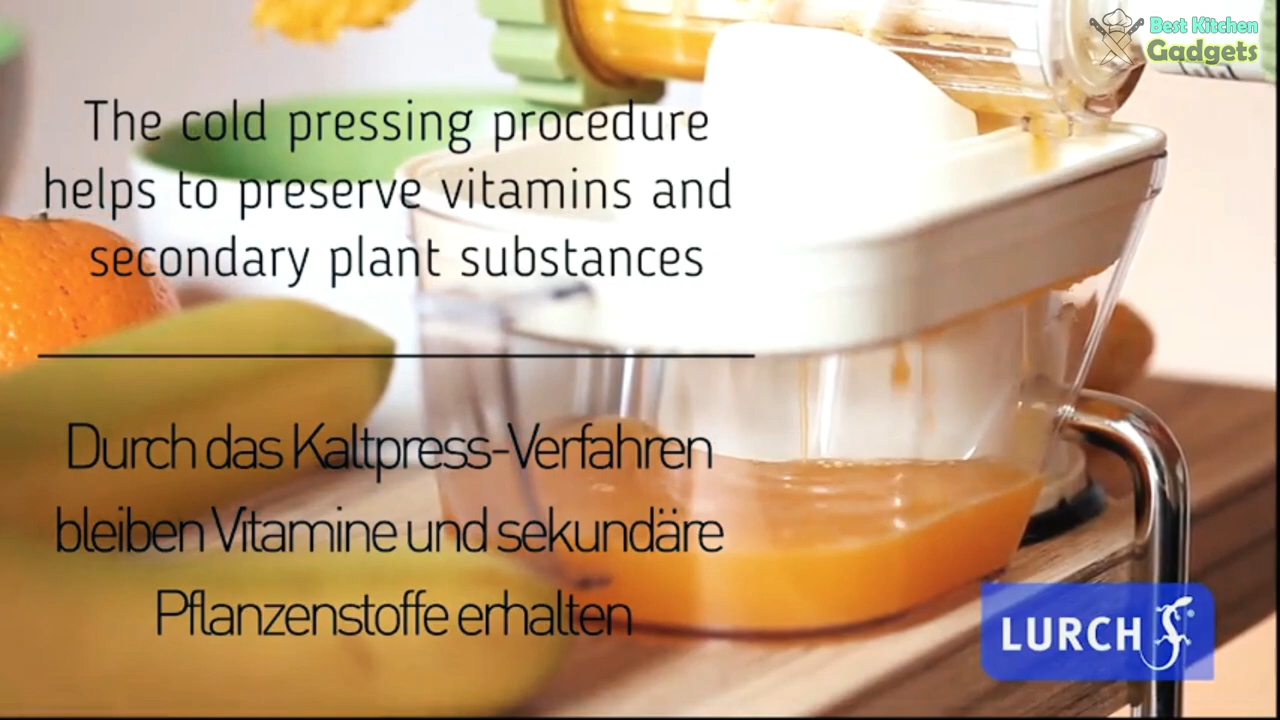 Best Kitchen
Gadgets
The cold pressing procedure
helps to preserve vitamins and
secondary plant substances
Durch das Kaltpress-Verfahren
bleiben Vitamine und sekundäre
Pflanzenstoffe erhalten
LURCH